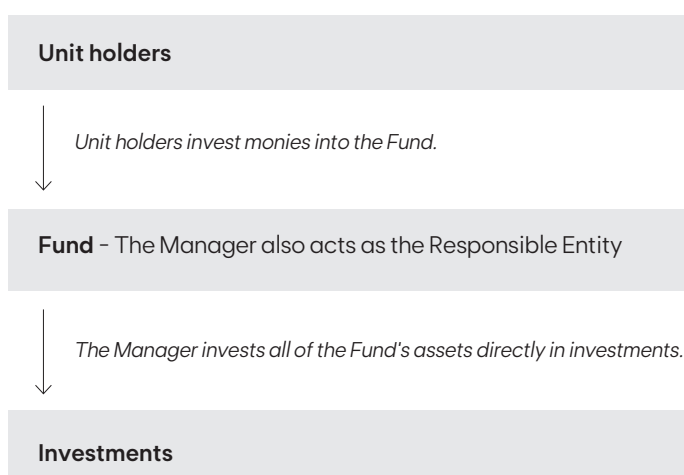 Unit holders
Unit holders invest monies into the Fund.
Fund - The Manager also acts as the Responsible Entity
The Manager invests all of the Fund's assets directly in investments.
Investments